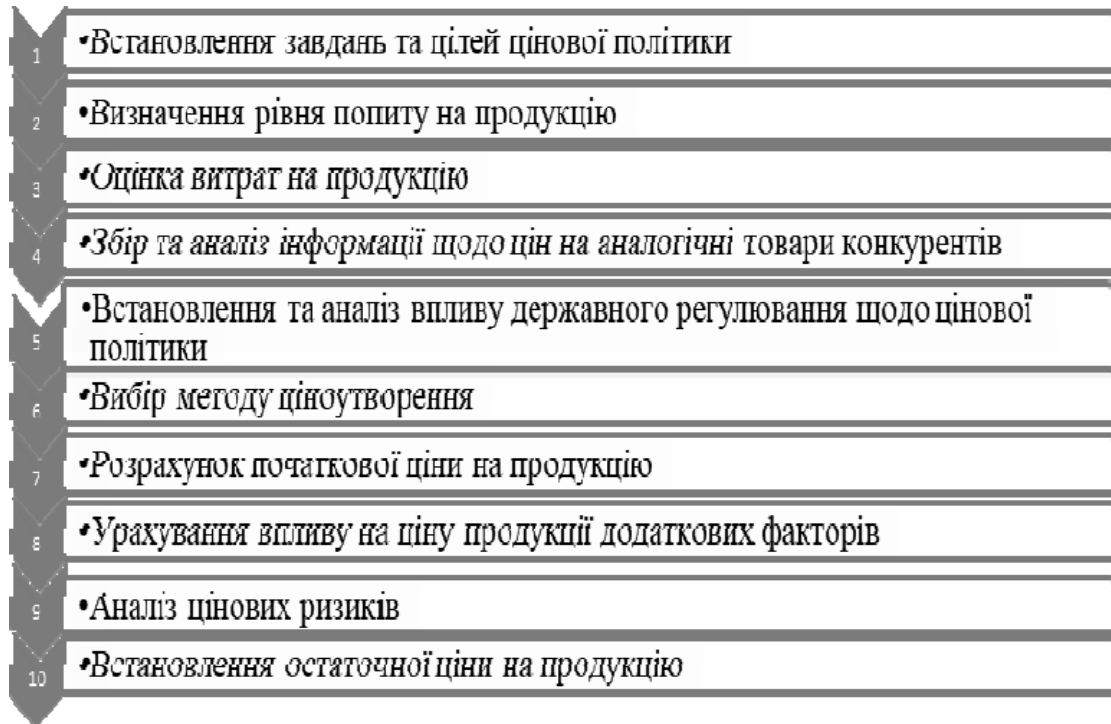 1 •Встановлення завдань та цілей цінової політики
2 •Визначення рівня попиту на продукцію
3 •Оцінка витрат на продукцію
4 •Збір та аналіз інформації щодо цін на аналогічні товари конкурентів
5 •Встановлення та аналіз впливу державного регулювання щодо цінової
політики
6 •Вибір методу ціноутворення
7 •Розрахунок початкової ціни на продукцію
8 •Урахування впливу на ціну продукції додаткових факторів
9 •Аналіз цінових ризиків
10 •Встановлення остаточної ціни на продукцію